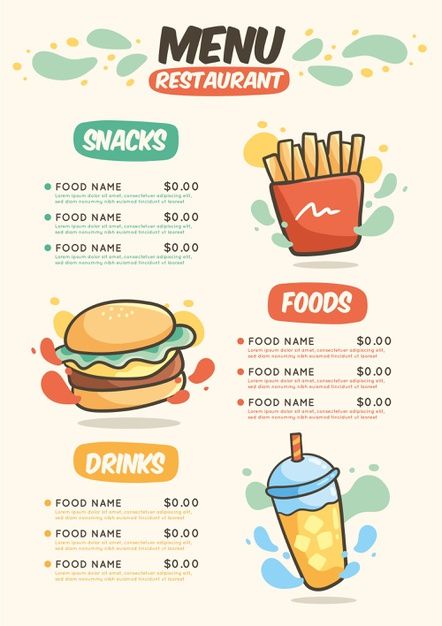 MENU
RESTAURANT
SNACKS
FOOD NAME $0.00
Lorem ipsum dolor sit amet, consectetuer adipiscing elit,
sed diam nonummy nibh euismod tincidunt ut
laoreet
FOOD NAME $0.00
Lorem ipsum dolor sit amet, consectetuer adipiscing elit,
sed diam nonummy nibh euismod tincidunt ut
laoreet
FOOD NAME $0.00
Lorem ipsum dolor sit amet, consectetuer adipiscing elit,
sed diam nonummy nibh euismod tincidunt ut
laoreet
FOODS
FOOD NAME $0.00
Lorem ipsum dolor sit amet, consectetuer adipiscing elit,
sed diam nonummy nibh euismod tincidunt ut laoreet
FOOD NAME $0.00
Lorem ipsum dolor sit amet, consectetuer adipiscing elit,
sed diam nonummy nibh euismod tincidunt ut laoreet
FOOD NAME $0.00
Lorem ipsum dolor sit amet, consectetuer adipiscing elit,
sed diam nonummy nibh euismod tincidunt ut laoreet
DRINKS
FOOD NAME $0.00
Lorem ipsum dolor sit amet, consectetuer adipiscing elit,
sed diam nonummy nibh euismod tincidunt ut
laoreet
FOOD NAME $0.00
Lorem ipsum dolor sit amet, consectetuer adipiscing elit,
sed diam nonummy nibh euismod tincidunt ut
laoreet
FOOD NAME $0.00
Lorem ipsum dolor sit amet, consectetuer adipiscing elit,
sed diam nonummy nibh euismod tincidunt ut
laoreet